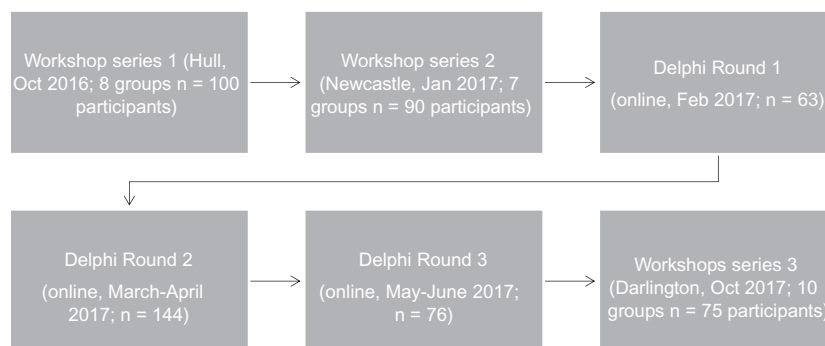 Workshop series 1 (Hull,
Oct 2016; 8 groups n = 100
participants)
Workshop series 2
(Newcastle, Jan 2017; 7
groups n = 90 participants)
Delphi Round 1
(online, Feb 2017; n = 63)
Delphi Round 2
(online, March-April
2017; n = 144)
Delphi Round 3
(online, May-June 2017;
n = 76)
Workshops series 3
(Darlington, Oct 2017; 10
groups n = 75 participants)